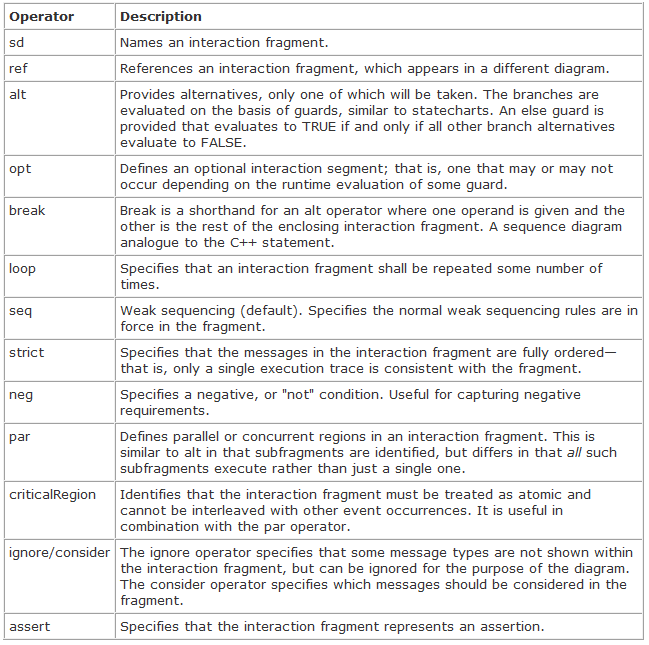 Operator Description
sd Names an interaction fragment.
ref References an interaction fragment, which appears in a different diagram.
alt Provides alternatives, only one of which will be taken. The branches are
evaluated on the basis of guards, similar to statecharts. An else guard is
provided that evaluates to TRUE if and only if all other branch alternatives
evaluate to FALSE.
opt Defines an optional interaction segment; that is, one that may or may not
occur depending on the runtime evaluation of some guard.
break Break is a shorthand for an alt operator where one operand is given and the
other is the rest of the enclosing interaction fragment. A sequence diagram
analogue to the C++ statement.
loop Specifies that an interaction fragment shall be repeated some number of
times.
seq Weak sequencing (default). Specifies the normal weak sequencing rules are in
force in the fragment.
strict Specifies that the messages in the interaction fragment are fully ordered—
that is, only a single execution trace is consistent with the fragment.
neg Specifies a negative, or "not" condition. Useful for capturing negative
requirements.
par Defines parallel or concurrent regions in an interaction fragment. This is
similar to alt in that subfragments are identified, but differs in that all such
subfragments execute rather than just a single one.
criticalRegion Identifies that the interaction fragment must be treated as atomic and
cannot be interleaved with other event occurrences. It is useful in
combination with the par operator.
ignore/consider The ignore operator specifies that some message types are not shown within
the interaction fragment, but can be ignored for the purpose of the diagram.
The consider operator specifies which messages should be considered in the
fragment.
assert Specifies that the interaction fragment represents an assertion.